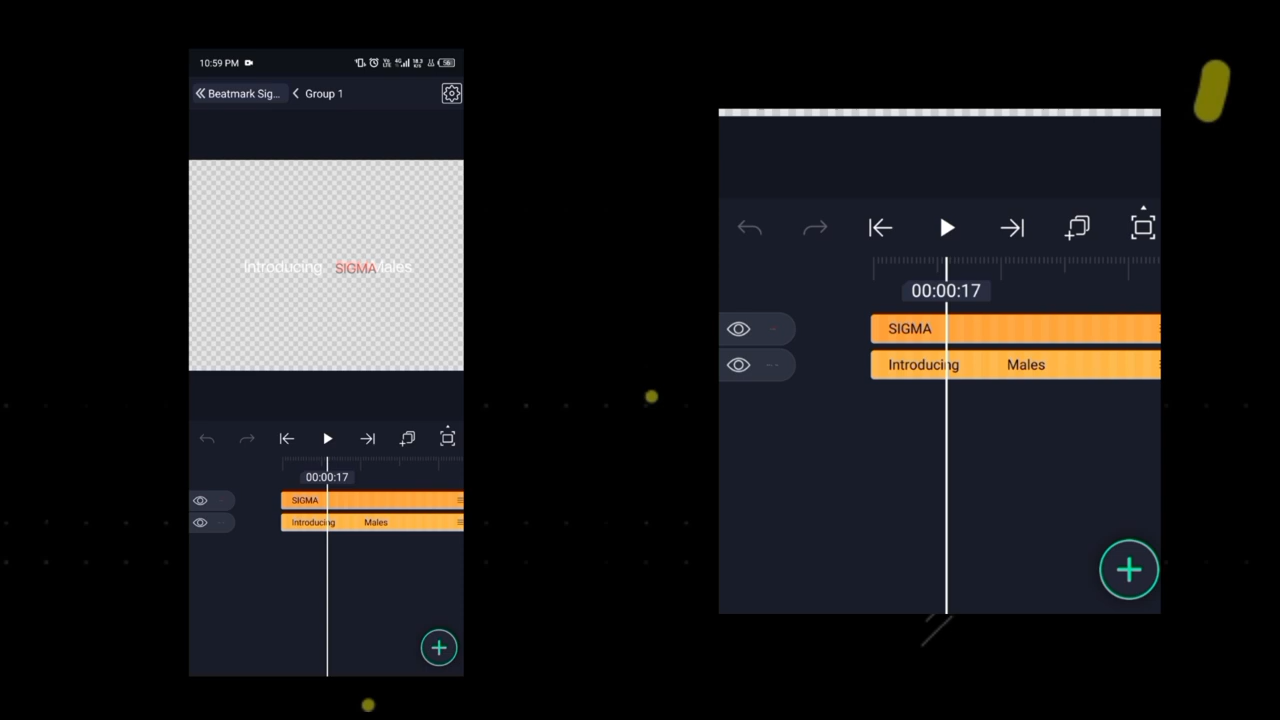 10:59 PM
Beatmark Sig... Group 1
Introducing SIGMA Males
00:00:17
SIGMA
Introducing Males
00:00:17
SIGMA
Introducing Males